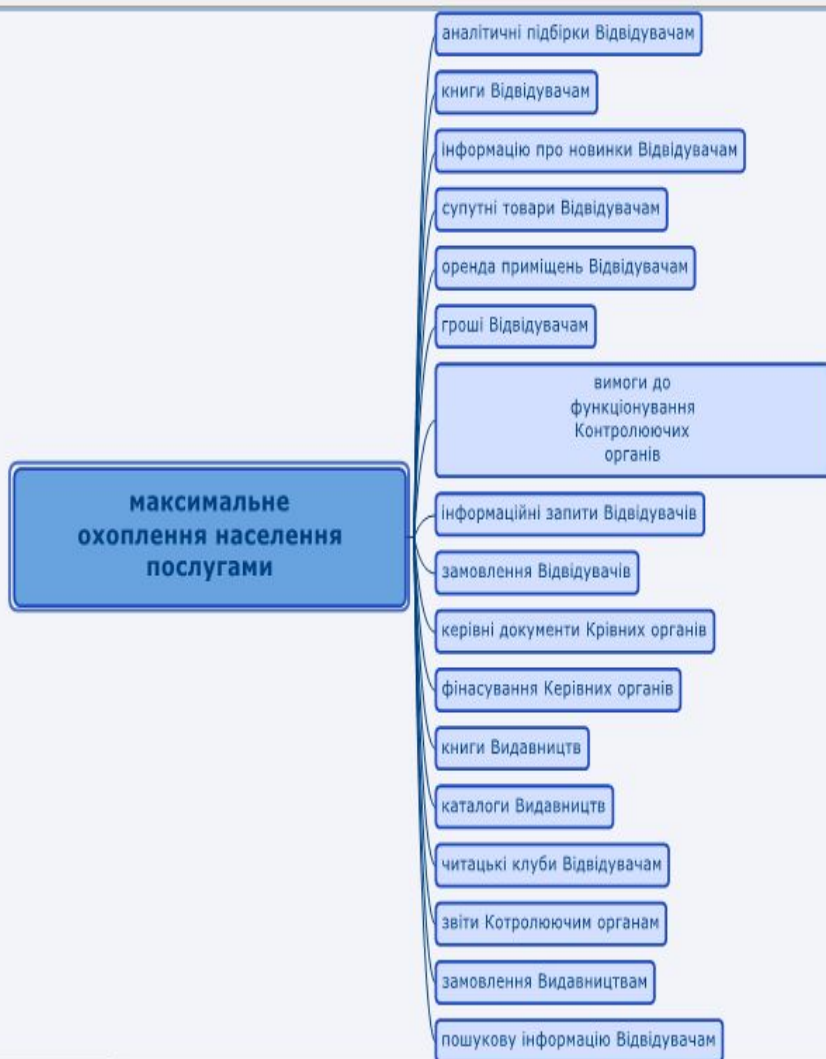 аналітичні підбірки Відвідувачам
книги Відвідувачам
інформацію про новинки Відвідувачам
супутні товари Відвідувачам
оренда приміщень Відвідувачам
гроші Відвідувачам
вимоги до
функціонування
Контролюючих
органів
максимальне
охоплення населення
послугами
інформаційні запити Відвідувачів
замовлення Відвідувачів
керівні документи Крівних органів
фінасування Керівних органів
книги Видавництв
каталоги Видавництв
читацькі клуби Відвідувачам
звіти Котролюючим органам
замовлення Видавництвам
пошукову інформацію Відвідувачам